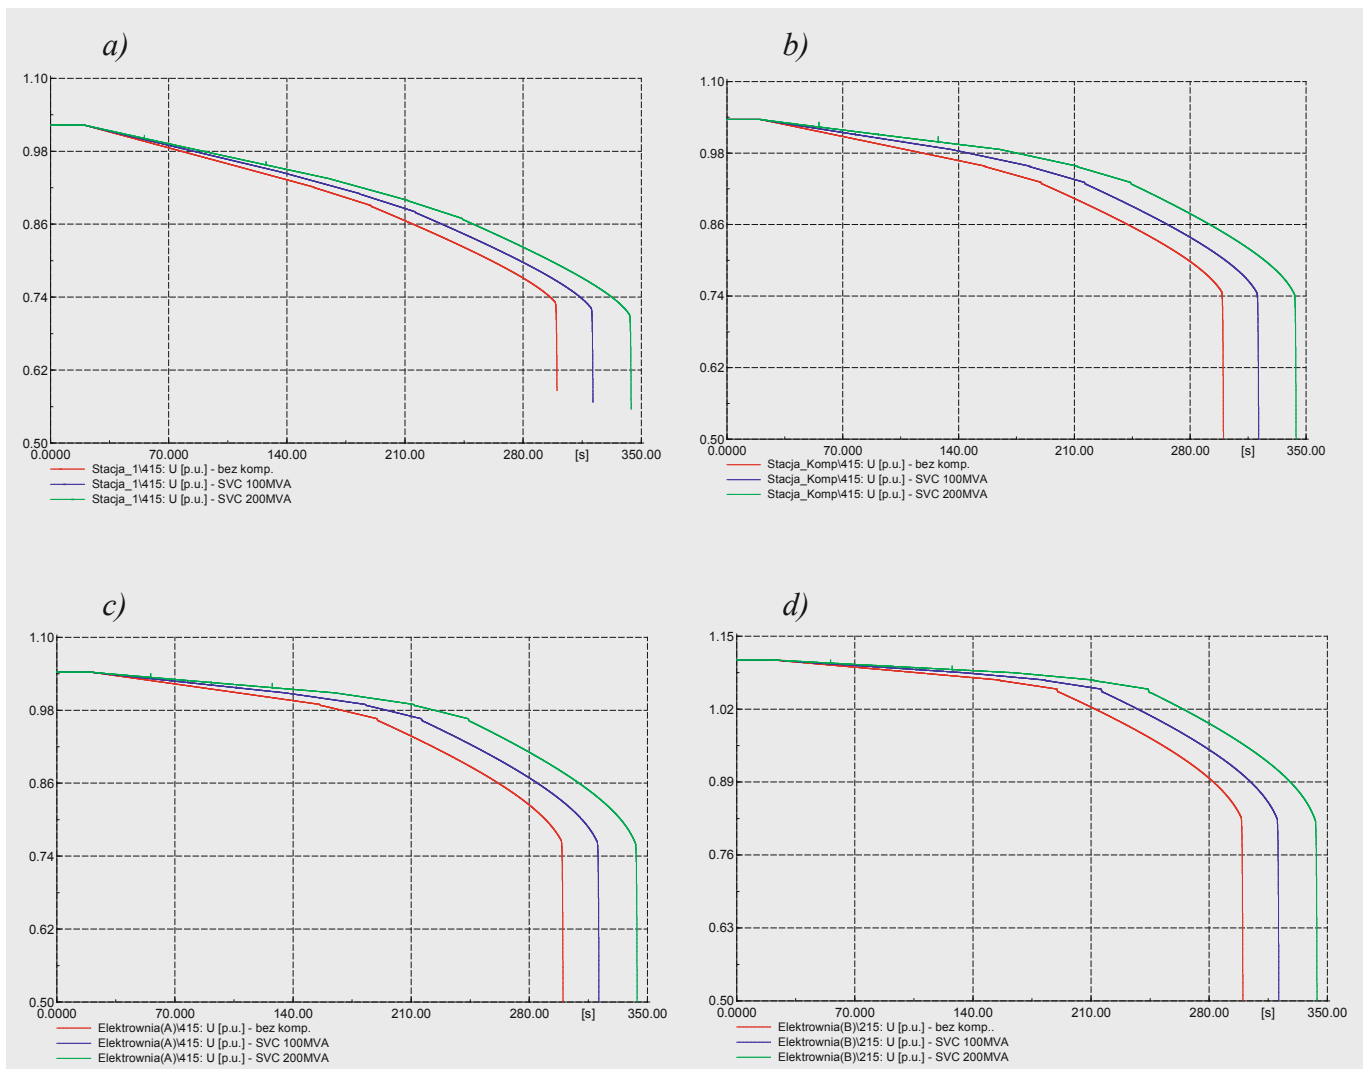 a)
1.10
0.98
0.86
0.74
0.62
0.50
0.0000 70.000 140.00 210.00 280.00 [s] 350.00
Stacja_1\415: U [p.u.] - bez komp.
Stacja_1\415: U [p.u.] - SVC 100MVA
Stacja_1\415: U [p.u.] - SVC 200MVA
b)
1.10
0.98
0.86
0.74
0.62
0.50
0.0000 70.000 140.00 210.00 280.00 [s] 350.00
Stacja_Komp\415: U [p.u.] - bez komp.
Stacja_Komp\415: U [p.u.] - SVC 100MVA
Stacja_Komp\415: U [p.u.] - SVC 200MVA
c)
1.10
0.98
0.86
0.74
0.62
0.50
0.0000 70.000 140.00 210.00 280.00 [s] 350.00
Elektrownia(A)\415: U [p.u.] - bez komp.
Elektrownia(A)\415: U [p.u.] - SVC 100MVA
Elektrownia(A)\415: U [p.u.] - SVC 200MVA
d)
1.15
1.02
0.89
0.76
0.63
0.50
0.0000 70.000 140.00 210.00 280.00 [s] 350.00
Elektrownia(B)\215: U [p.u.] - bez komp..
Elektrownia(B)\215: U [p.u.] - SVC 100MVA
Elektrownia(B)\215: U [p.u.] - SVC 200MVA